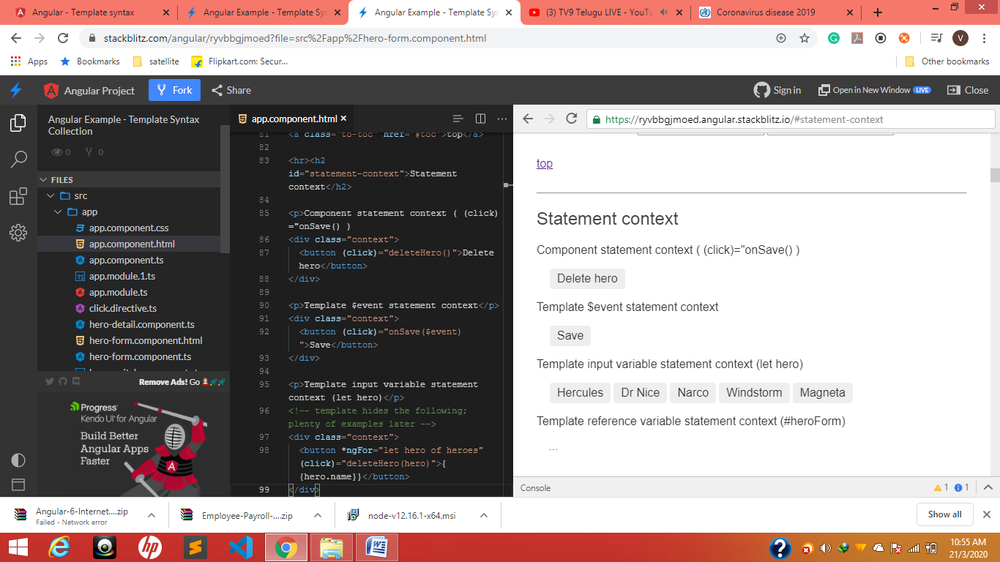 Angular - Template syntax
Angular Example - Template Sy
Angular Example - Template Syn
(3) TV9 Telugu LIVE - YouTu
Coronavirus disease 2019
stackblitz.com/angular/ryvbbgjmoed?file=src%2Fapp%2Fhero-form.component.html
V
Apps
Bookmarks
satellite
Flipkart.com: Secur...
Other bookmarks
Angular Project
Fork
Share
Sign in
Open in New Window LIVE
Close
Angular Example - Template Syntax
Collection
0 0
FILES
src
app
app.component.css
app.component.html
app.component.ts
app.module.1.ts
app.module.ts
click.directive.ts
hero-detail.component.ts
hero-form.component.html
hero-form.component.ts
Remove Ads! Go
Progress
Kendo UI for Angular
Build Better
Angular Apps
Faster
app.component.html
81 <a class="to-toc" href="#toc">top</a>
82
83 <hr><h2
id="statement-context">Statement
context</h2>
84
85 <p>Component statement context ( (click)
="onSave() )
86 <div class="context">
87 <button (click)="deleteHero()">Delete
hero</button>
88 </div>
89
90 <p>Template $event statement context</p>
91 <div class="context">
92 <button (click)="onSave($event)
">Save</button>
93 </div>
94
95 <p>Template input variable statement
context (let hero)</p>
96 <!-- template hides the following;
plenty of examples later -->
97 <div class="context">
98 <button *ngFor="let hero of heroes"
(click)="deleteHero(hero)">{
{hero.name}}</button>
99 </div>
https://ryvbbgjmoed.angular.stackblitz.io/#statement-context
top
Statement context
Component statement context ( (click)="onSave() )
Delete hero
Template $event statement context
Save
Template input variable statement context (let hero)
Hercules Dr Nice Narco Windstorm Magneta
Template reference variable statement context (#heroForm)
...
Console
1 1
Angular-6-Internet....zip
Failed - Network error
Employee-Payroll-....zip
node-v12.16.1-x64.msi
Show all
10:55 AM
21/3/2020